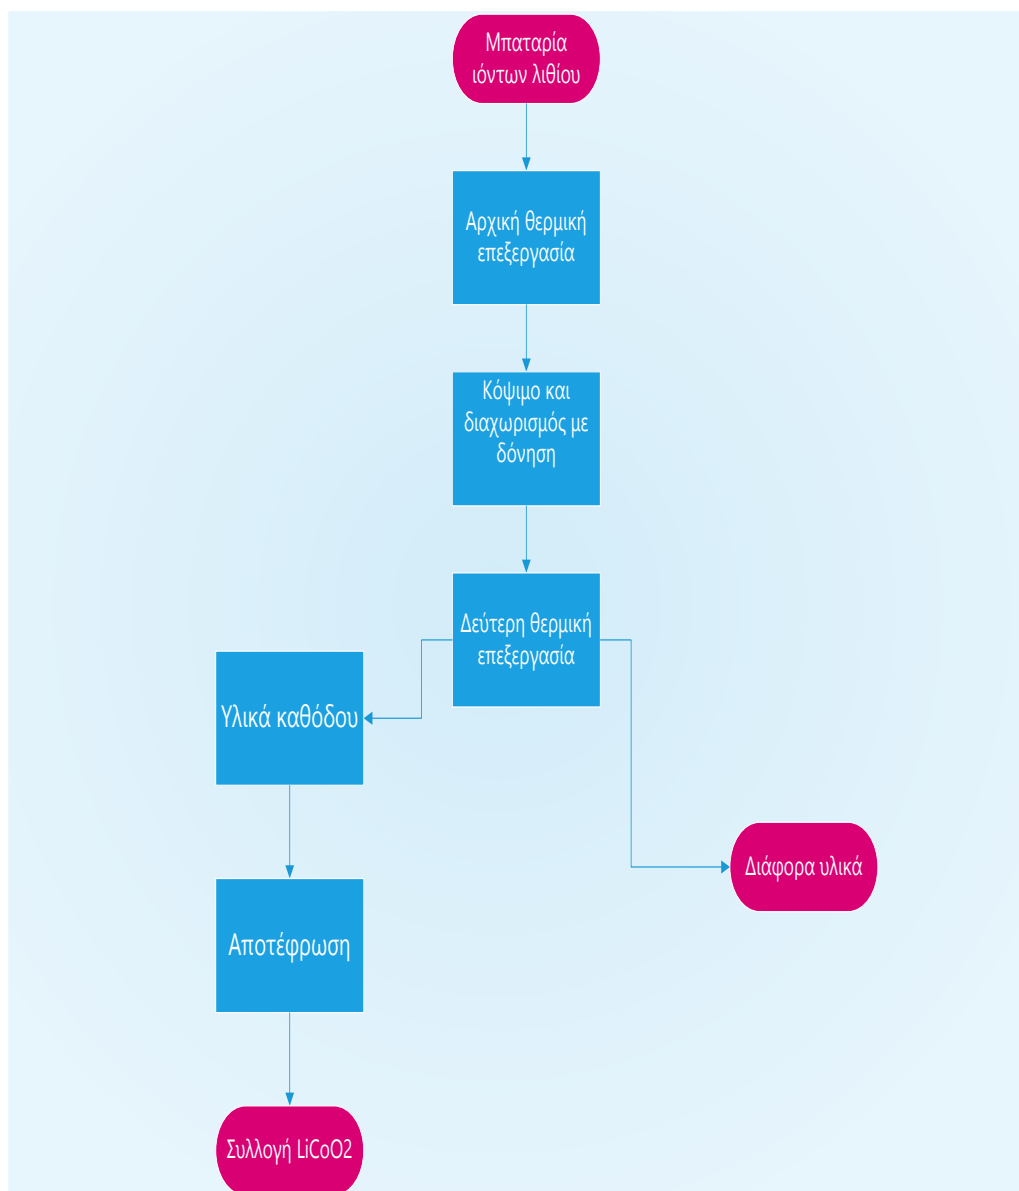 Μπαταρία
ιόντων λιθίου
Αρχική θερμική
επεξεργασία
Κόψιμο και
διαχωρισμός με
δόνηση
Δεύτερη θερμική
επεξεργασία
Υλικά καθόδου
Διάφορα υλικά
Αποτέφρωση
Συλλογή LiCoO2